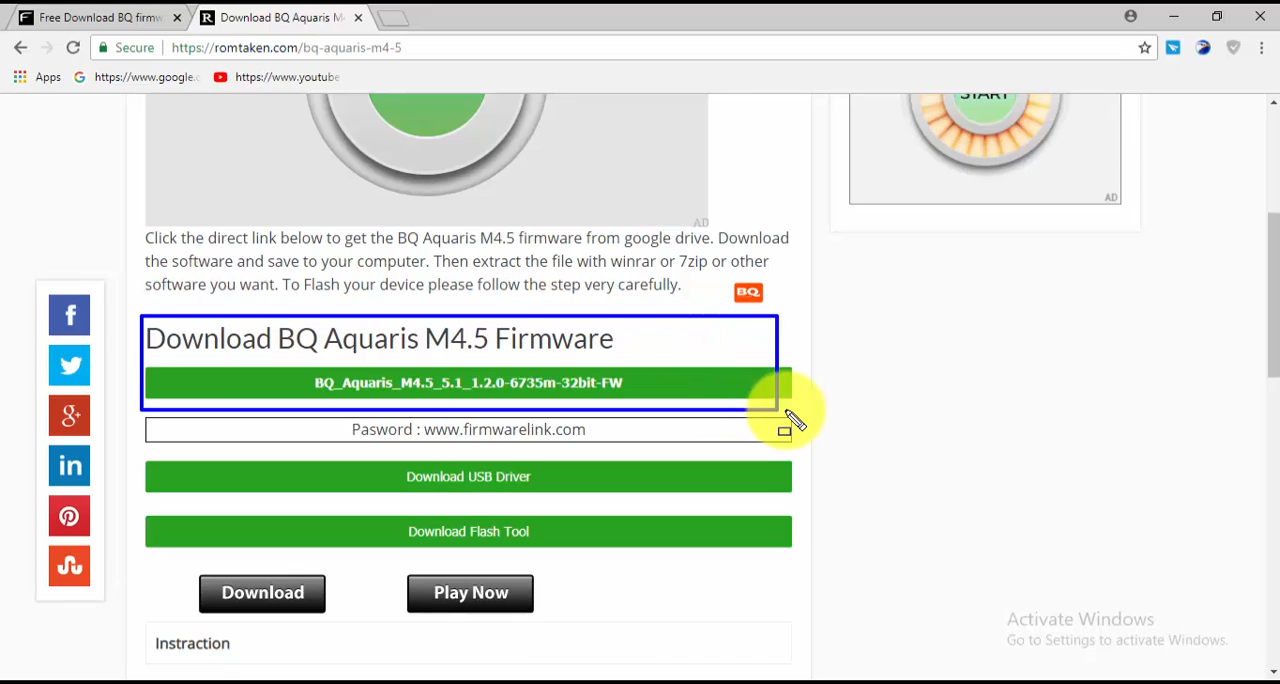 Free Download BQ firmw
Download BQ Aquaris M
Secure
https://romtaken.com/bq-aquaris-m4-5
Apps
https://www.google.c
https://www.youtube
START
AD
AD
Click the direct link below to get the BQ Aquaris M4.5 firmware from google drive. Download
the software and save to your computer. Then extract the file with winrar or 7zip or other
software you want. To Flash your device please follow the step very carefully.
BQ
Download BQ Aquaris M4.5 Firmware
BQ_Aquaris_M4.5_5.1_1.2.0-6735m-32bit-FW
Pasword : www.firmwarelink.com
Download USB Driver
Download Flash Tool
Download
Play Now
Instraction
Activate Windows
Go to Settings to activate Windows.